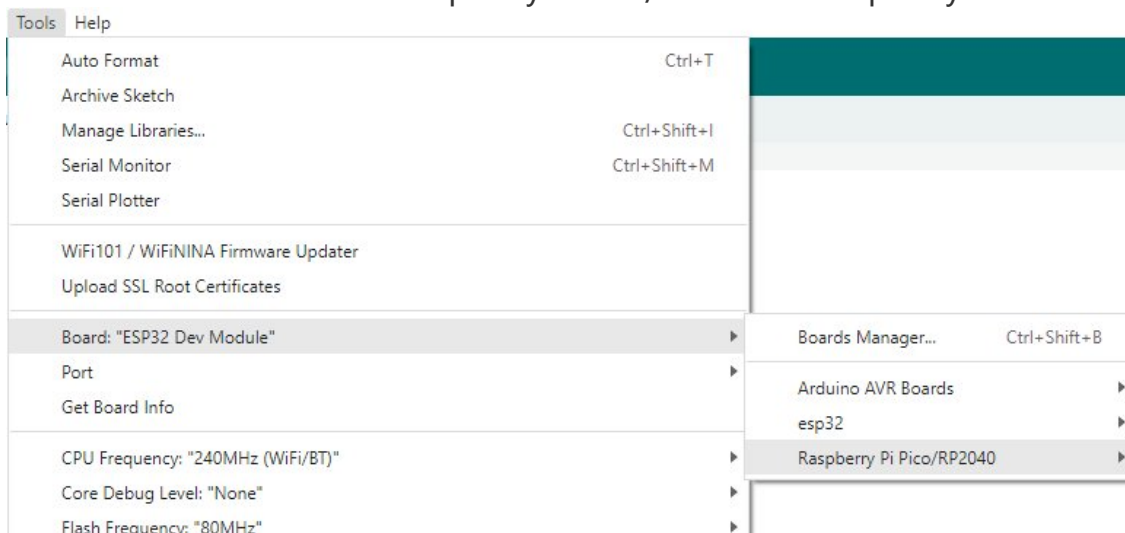 Tools Help
Auto Format Ctrl+T
Archive Sketch
Manage Libraries... Ctrl+Shift+I
Serial Monitor Ctrl+Shift+M
Serial Plotter
WiFi101 / WiFiNINA Firmware Updater
Upload SSL Root Certificates
Board: "ESP32 Dev Module"
Boards Manager... Ctrl+Shift+B
Port
Arduino AVR Boards
Get Board Info
esp32
CPU Frequency: "240MHz (WiFi/BT)"
Raspberry Pi Pico/RP2040
Core Debug Level: "None"
Flash Frequency: "80MHz"